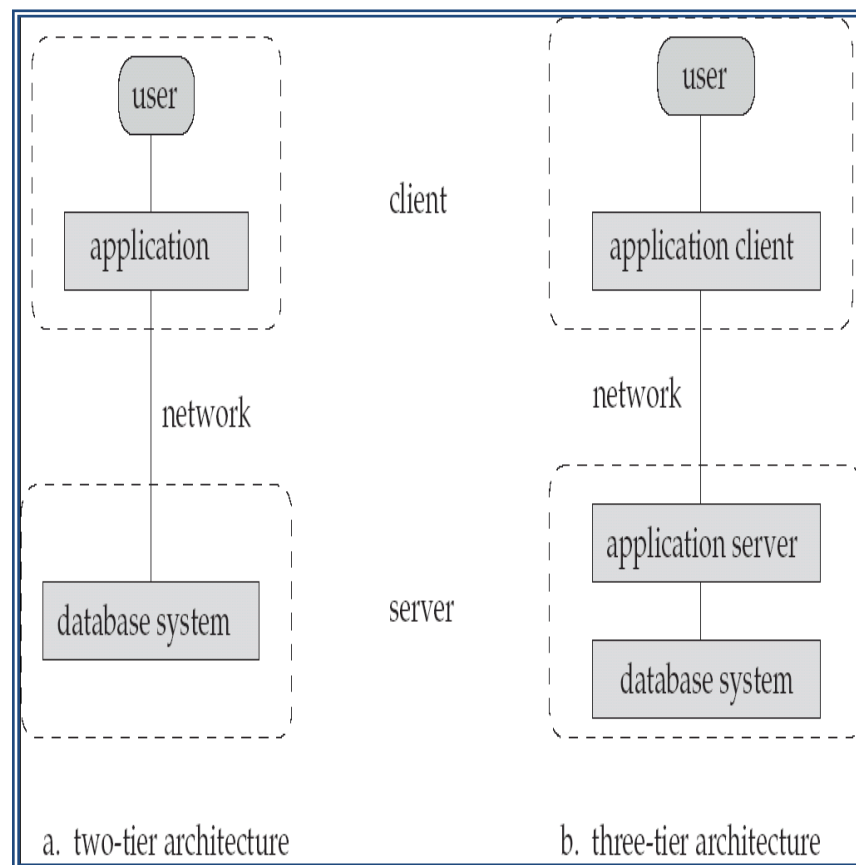 user
application
network
database system
a. two-tier architecture
client
server
user
application client
network
application server
database system
b. three-tier architecture